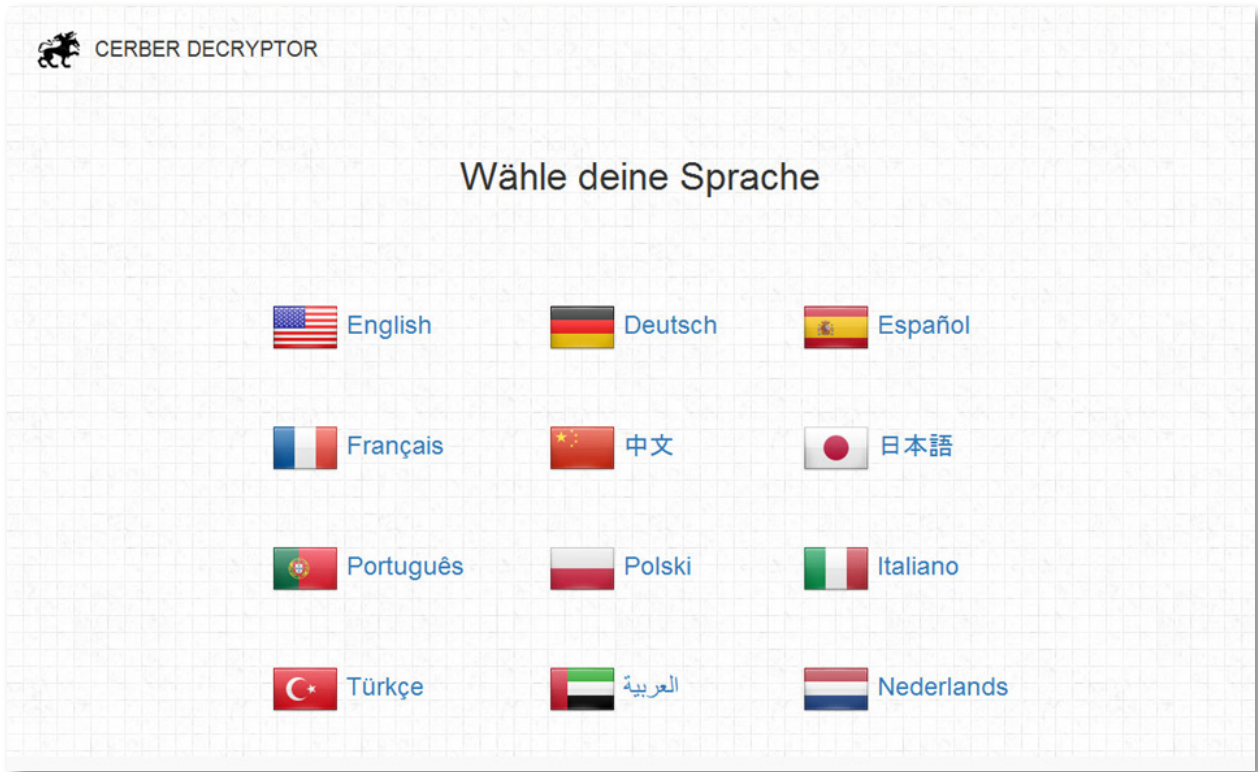 CERBER DECRYPTOR
Wähle deine Sprache
English Deutsch Español
Français 中文 日本語
Português Polski Italiano
Türkçe العربية Nederlands